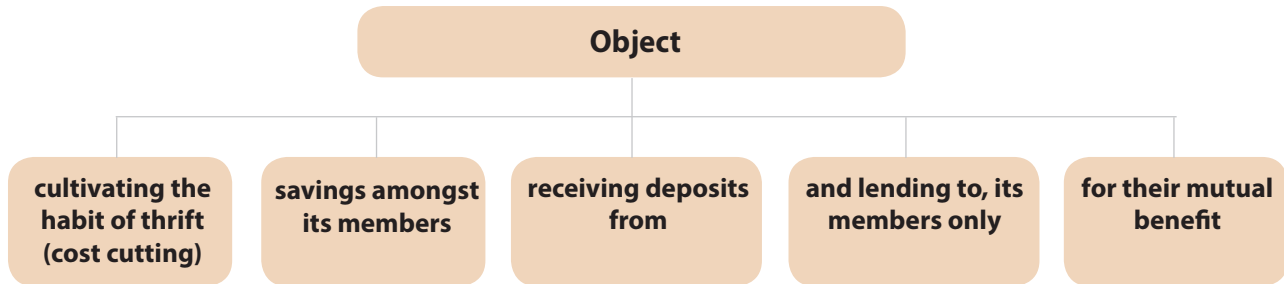 Object
cultivating the
habit of thrift
(cost cutting)
savings amongst
its members
receiving deposits
from
and lending to, its
members only
for their mutual
benefit